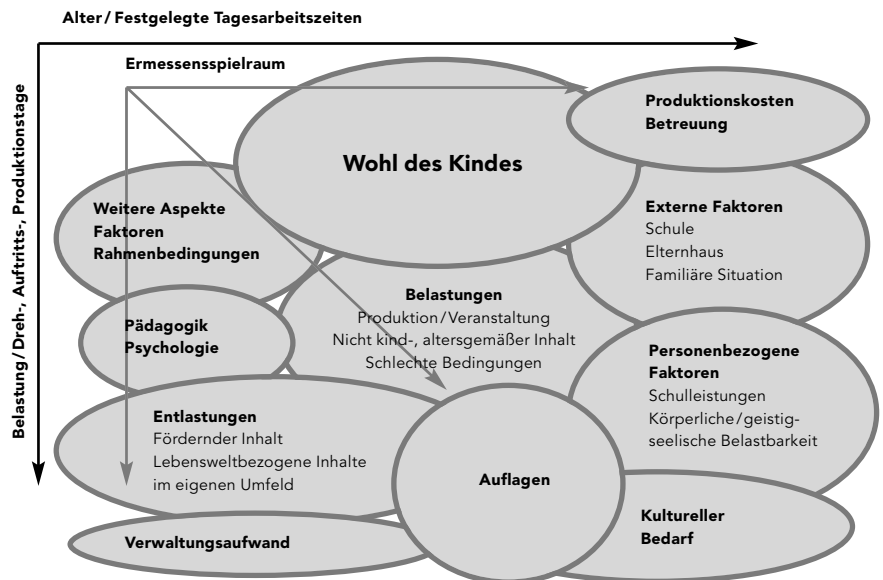 Alter / Festgelegte Tagesarbeitszeiten
Belastung / Dreh-, Auftritts-, Produktionstage
Ermessensspielraum
Wohl des Kindes
Produktionskosten
Betreuung
Weitere Aspekte
Faktoren
Rahmenbedingungen
Externe Faktoren
Schule
Elternhaus
Familiäre Situation
Belastungen
Produktion / Veranstaltung
Nicht kind-, altersgemäßer Inhalt
Schlechte Bedingungen
Pädagogik
Psychologie
Personenbezogene
Faktoren
Schulleistungen
Körperliche / geistig-
seelische Belastbarkeit
Entlastungen
Fördernder Inhalt
Lebensweltbezogene Inhalte
im eigenen Umfeld
Auflagen
Kultureller
Bedarf
Verwaltungsaufwand